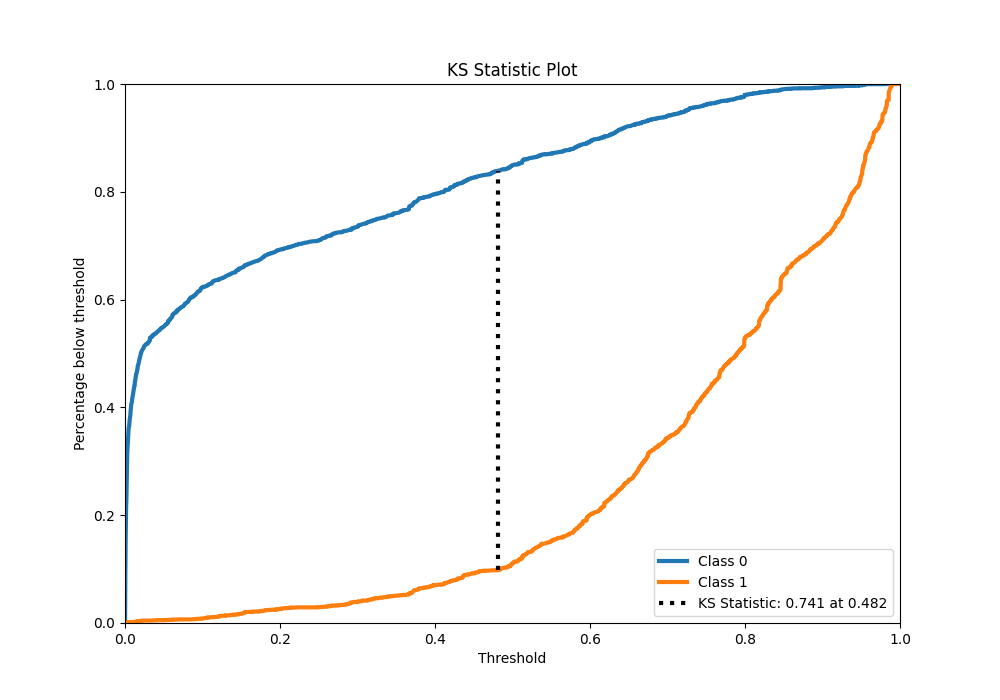 KS Statistic Plot
1.0
0.8
0.6
0.4
0.2
0.0
Percentage below threshold
0.0 0.2 0.4 0.6 0.8 1.0
Threshold
Class 0
Class 1
KS Statistic: 0.741 at 0.482